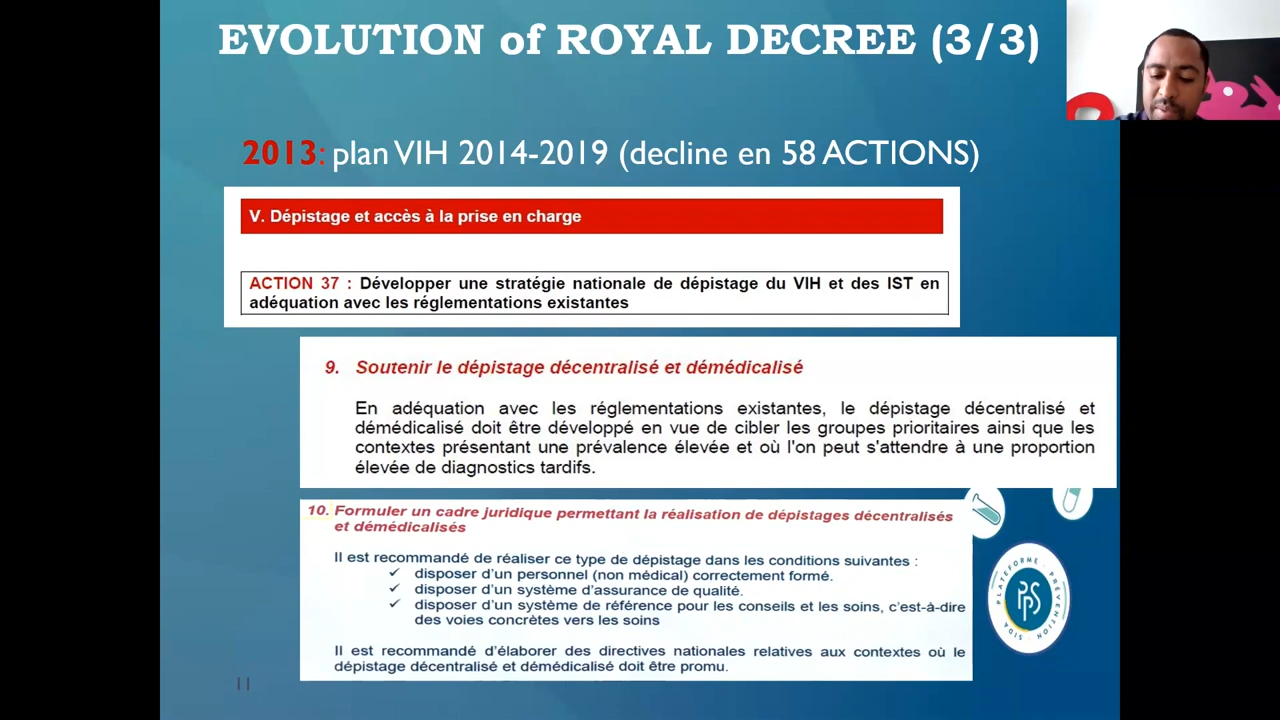 EVOLUTION of ROYAL DECREE (3/3)
2013: plan VIH 2014-2019 (decline en 58 ACTIONS)
V. Dépistage et accès à la prise en charge
ACTION 37 : Développer une stratégie nationale de dépistage du VIH et des IST en
adéquation avec les réglementations existantes
9. Soutenir le dépistage décentralisé et démédicalisé
En adéquation avec les réglementations existantes, le dépistage décentralisé et
démédicalisé doit être développé en vue de cibler les groupes prioritaires ainsi que les
contextes présentant une prévalence élevée et où l'on peut s'attendre à une proportion
élevée de diagnostics tardifs.
10. Formuler un cadre juridique permettant la réalisation de dépistages décentralisés
et démédicalisés
Il est recommandé de réaliser ce type de dépistage dans les conditions suivantes :
✓ disposer d'un personnel (non médical) correctement formé.
✓ disposer d'un système d'assurance de qualité.
✓ disposer d'un système de référence pour les conseils et les soins, c'est-à-dire
des voies concrètes vers les soins
Il est recommandé d'élaborer des directives nationales relatives aux contextes où le
dépistage décentralisé et démédicalisé doit être promu.
PLATEFORME · PRÉVENTION · SIDA
PPS
11